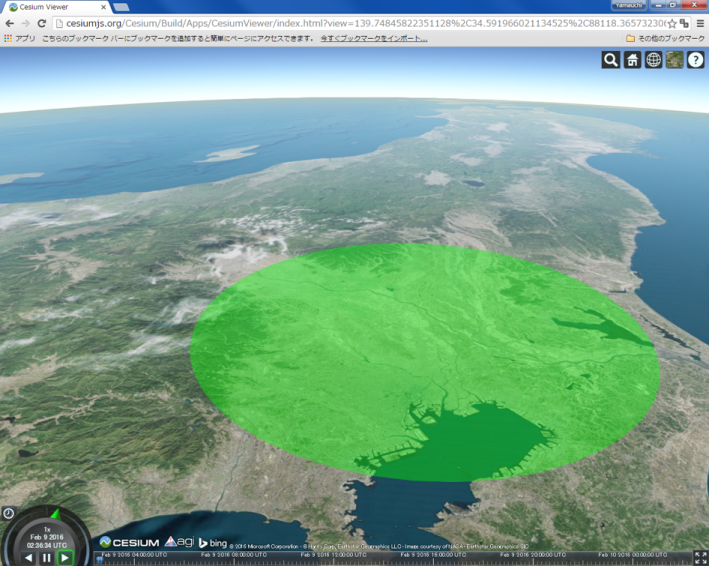 Cesium Viewer
Yamauchi
cesiumjs.org/Cesium/Build/Apps/CesiumViewer/index.html?view=139.74845822351128%2C34.591966021134525%2C88118.365732306
アプリ こちらのブックマーク バーにブックマークを追加すると簡単にページにアクセスできます。 今すぐブックマークをインポート... その他のブックマーク
1x
Feb 9 2016
02:36:34 UTC
CESIUM AGI bing
© 2015 Microsoft Corporation
Earthstar Geographics LLC · Image courtesy of NASA · Earthstar Geographics SIO
Feb 9 2016 04:00:00 UTC Feb 9 2016 08:00:00 UTC Feb 9 2016 12:00:00 UTC Feb 9 2016 16:00:00 UTC Feb 9 2016 20:00:00 UTC Feb 10 2016 00:00:00 UTC